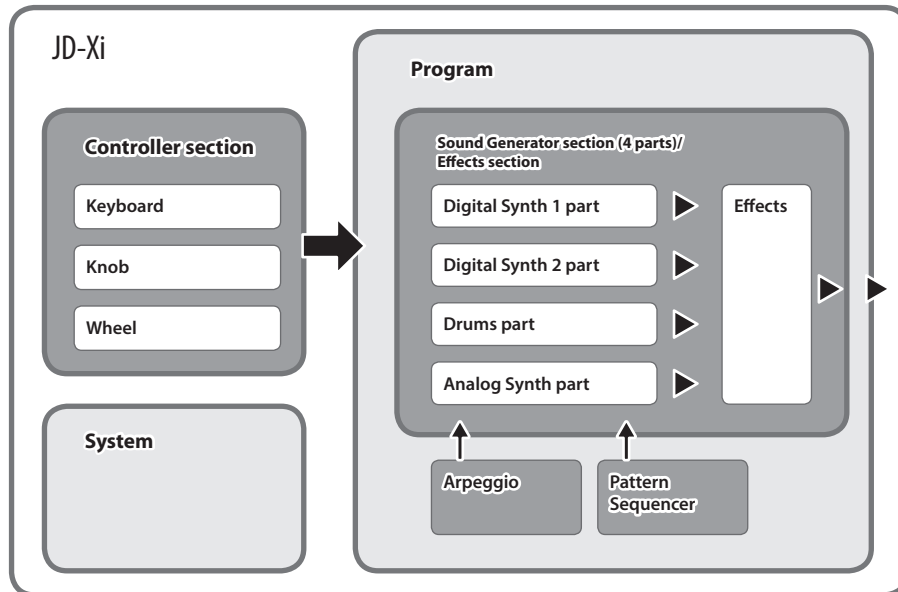 JD-Xi
Controller section
Keyboard
Knob
Wheel
System
Program
Sound Generator section (4 parts)/
Effects section
Digital Synth 1 part
Digital Synth 2 part
Drums part
Analog Synth part
Effects
Arpeggio
Pattern
Sequencer